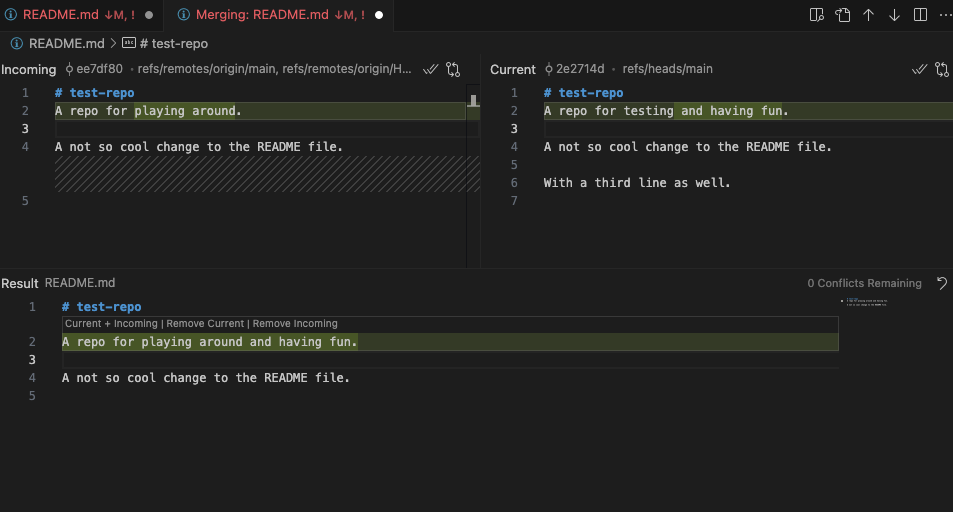 README.md ↓M, !
Merging: README.md ↓M, !
README.md > # test-repo
Incoming ee7df80 • refs/remotes/origin/main, refs/remotes/origin/H...
1 # test-repo
2 A repo for playing around.
3
4 A not so cool change to the README file.
5
Current 2e2714d • refs/heads/main
1 # test-repo
2 A repo for testing and having fun.
3
4 A not so cool change to the README file.
5
6 With a third line as well.
7
Result README.md
0 Conflicts Remaining
1 # test-repo
Current + Incoming | Remove Current | Remove Incoming
2 A repo for playing around and having fun.
3
4 A not so cool change to the README file.
5